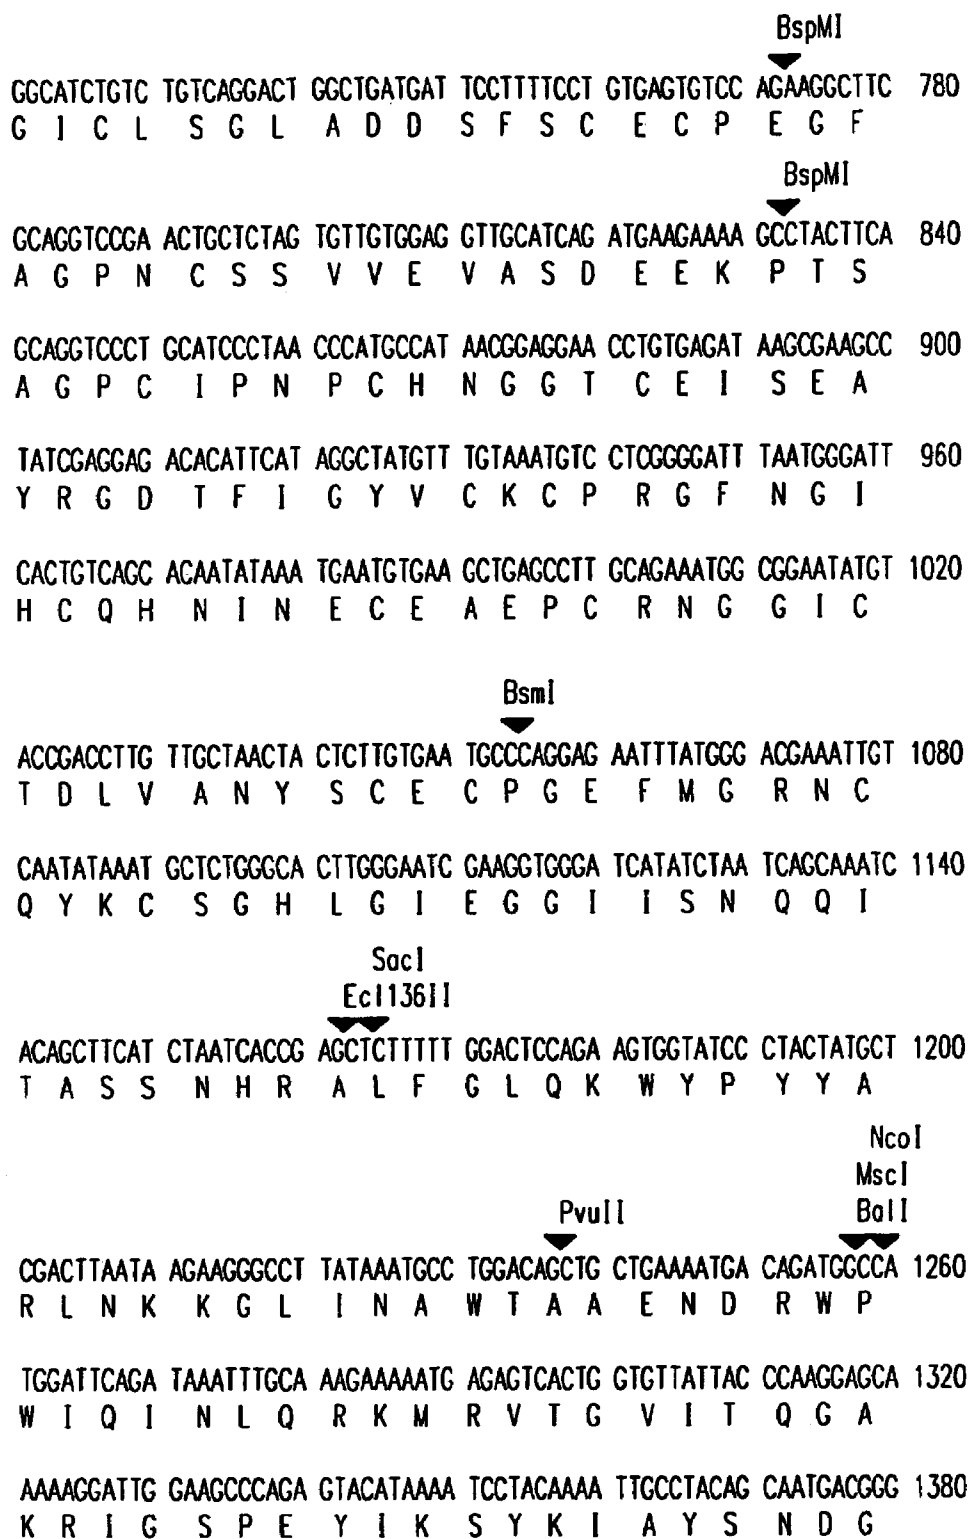 BspMI
GGCATCTGTC TGTCAGGACT GGCTGATGAT TCCTTTTCCT GTGAGTGTCC AGAAGGCTTC 780
G I C L S G L A D D S F S C E C P E G F
BspMI
GCAGGTCCGA ACTGCTCTAG TGTTGTGGAG GTTGCATCAG ATGAAGAAAA GCCTACTTCA 840
A G P N C S S V V E V A S D E E K P T S
GCAGGTCCCT GCATCCCTAA CCCATGCCAT AACGGAGGAA CCTGTGAGAT AAGCGAAGCC 900
A G P C I P N P C H N G G T C E I S E A
TATCGAGGAG ACACATTCAT AGGCTATGTT TGTAAATGTC CTCGGGGATT TAATGGGATT 960
Y R G D T F I G Y V C K C P R G F N G I
CACTGTCAGC ACAATATAAA TGAATGTGAA GCTGAGCCTT GCAGAAATGG CGGAATATGT 1020
H C Q H N I N E C E A E P C R N G G I C
BsmI
ACCGACCTTG TTGCTAACTA CTCTTGTGAA TGCCCAGGAG AATTTATGGG ACGAAATTGT 1080
T D L V A N Y S C E C P G E F M G R N C
CAATATAAAT GCTCTGGGCA CTTGGGAATC GAAGGTGGGA TCATATCTAA TCAGCAAATC 1140
Q Y K C S G H L G I E G G I I S N Q Q I
SacI
Ecl136II
ACAGCTTCAT CTAATCACCG AGCTCTTTTT GGACTCCAGA AGTGGTATCC CTACTATGCT 1200
T A S S N H R A L F G L Q K W Y P Y Y A
NcoI
MscI
PvuII BalI
CGACTTAATA AGAAGGGCCT TATAAATGCC TGGACAGCTG CTGAAAATGA CAGATGGCCA 1260
R L N K K G L I N A W T A A E N D R W P
TGGATTCAGA TAAATTTGCA AAGAAAAATG AGAGTCACTG GTGTTATTAC CCAAGGAGCA 1320
W I Q I N L Q R K M R V T G V I T Q G A
AAAAGGATTG GAAGCCCAGA GTACATAAAA TCCTACAAAA TTGCCTACAG CAATGACGGG 1380
K R I G S P E Y I K S Y K I A Y S N D G